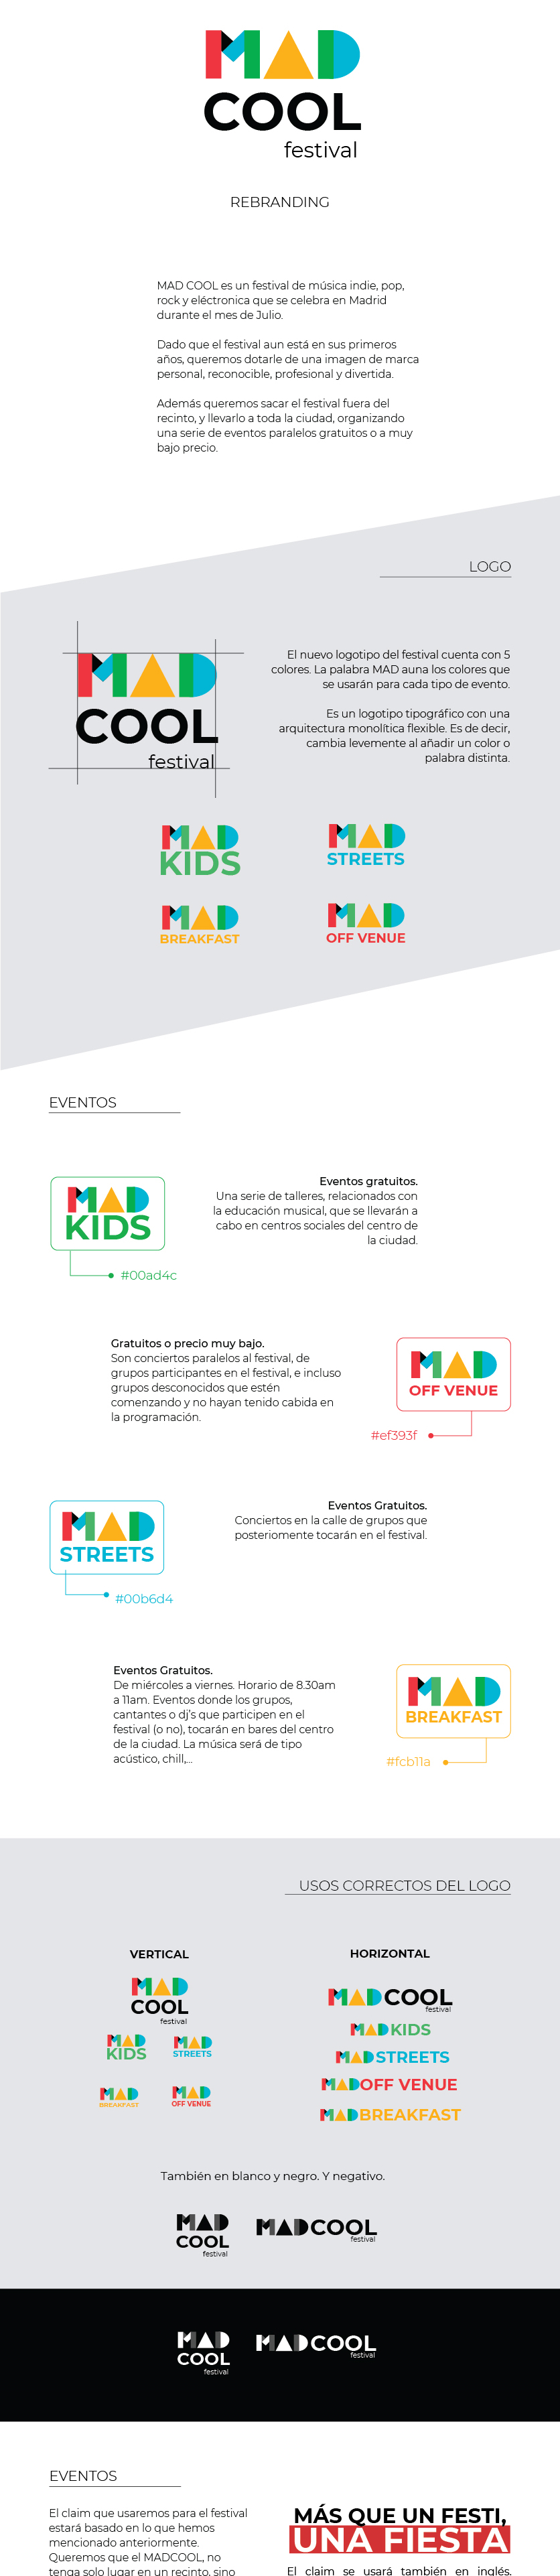 MAD
COOL
festival
REBRANDING
MAD COOL es un festival de música indie, pop,
rock y eléctronica que se celebra en Madrid
durante el mes de Julio.
Dado que el festival aun está en sus primeros
años, queremos dotarle de una imagen de marca
personal, reconocible, profesional y divertida.
Además queremos sacar el festival fuera del
recinto, y llevarlo a toda la ciudad, organizando
una serie de eventos paralelos gratuitos o a muy
bajo precio.
LOGO
MAD
COOL
festival
El nuevo logotipo del festival cuenta con 5
colores. La palabra MAD auna los colores que
se usarán para cada tipo de evento.
Es un logotipo tipográfico con una
arquitectura monolítica flexible. Es de decir,
cambia levemente al añadir un color o
palabra distinta.
MAD
KIDS
MAD
STREETS
MAD
BREAKFAST
MAD
OFF VENUE
EVENTOS
MAD
KIDS
#00ad4c
Eventos gratuitos.
Una serie de talleres, relacionados con
la educación musical, que se llevarán a
cabo en centros sociales del centro de
la ciudad.
Gratuitos o precio muy bajo.
Son conciertos paralelos al festival, de
grupos participantes en el festival, e incluso
grupos desconocidos que estén
comenzando y no hayan tenido cabida en
la programación.
MAD
OFF VENUE
#ef393f
MAD
STREETS
#00b6d4
Eventos Gratuitos.
Conciertos en la calle de grupos que
posteriomente tocarán en el festival.
Eventos Gratuitos.
De miércoles a viernes. Horario de 8.30am
a 11am. Eventos donde los grupos,
cantantes o dj's que participen en el
festival (o no), tocarán en bares del centro
de la ciudad. La música será de tipo
acústico, chill,...
MAD
BREAKFAST
#fcb11a
USOS CORRECTOS DEL LOGO
VERTICAL
MAD
COOL
festival
MAD
KIDS
MAD
STREETS
MAD
BREAKFAST
MAD
OFF VENUE
HORIZONTAL
MADCOOL
festival
MADKIDS
MADSTREETS
MADOFF VENUE
MADBREAKFAST
También en blanco y negro. Y negativo.
MAD
COOL
festival
MADCOOL
festival
MAD
COOL
festival
MADCOOL
festival
EVENTOS
El claim que usaremos para el festival
estará basado en lo que hemos
mencionado anteriormente.
Queremos que el MADCOOL, no
tenga solo lugar en un recinto, sino
MÁS QUE UN FESTI,
UNA FIESTA
El claim se usará también en inglés.